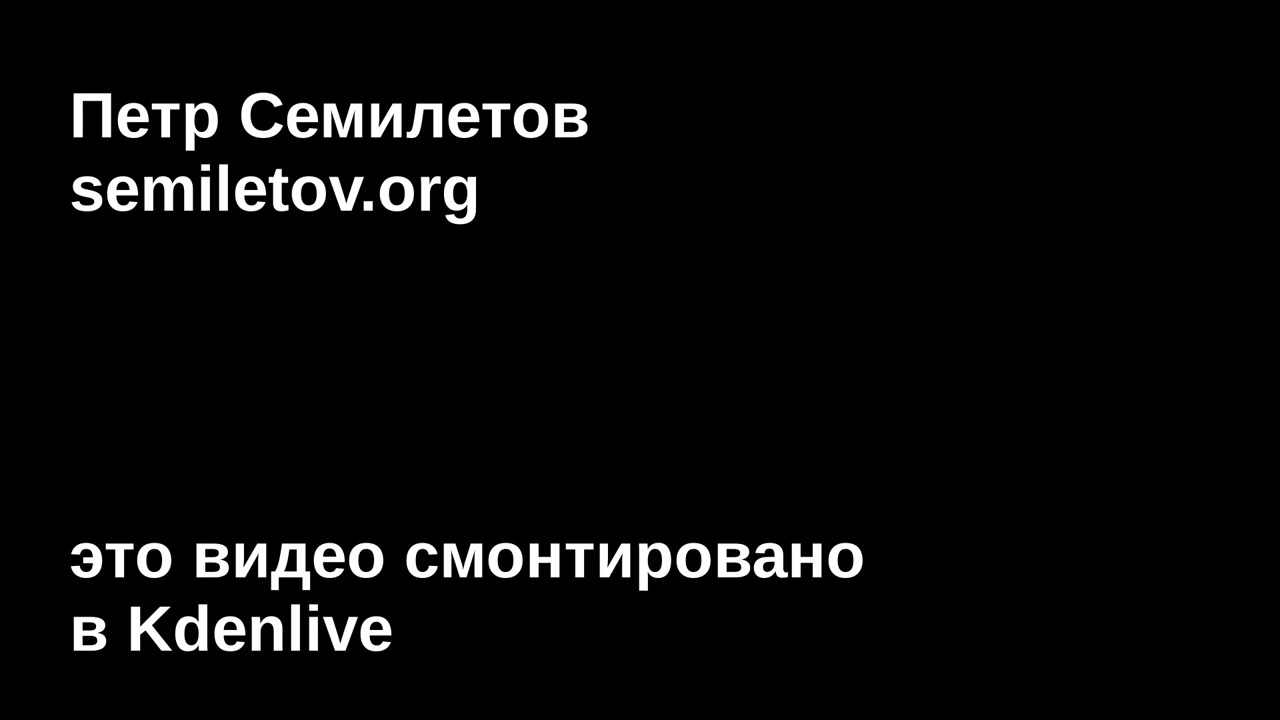 Петр Семилетов
semiletov.org
это видео смонтировано
в Kdenlive